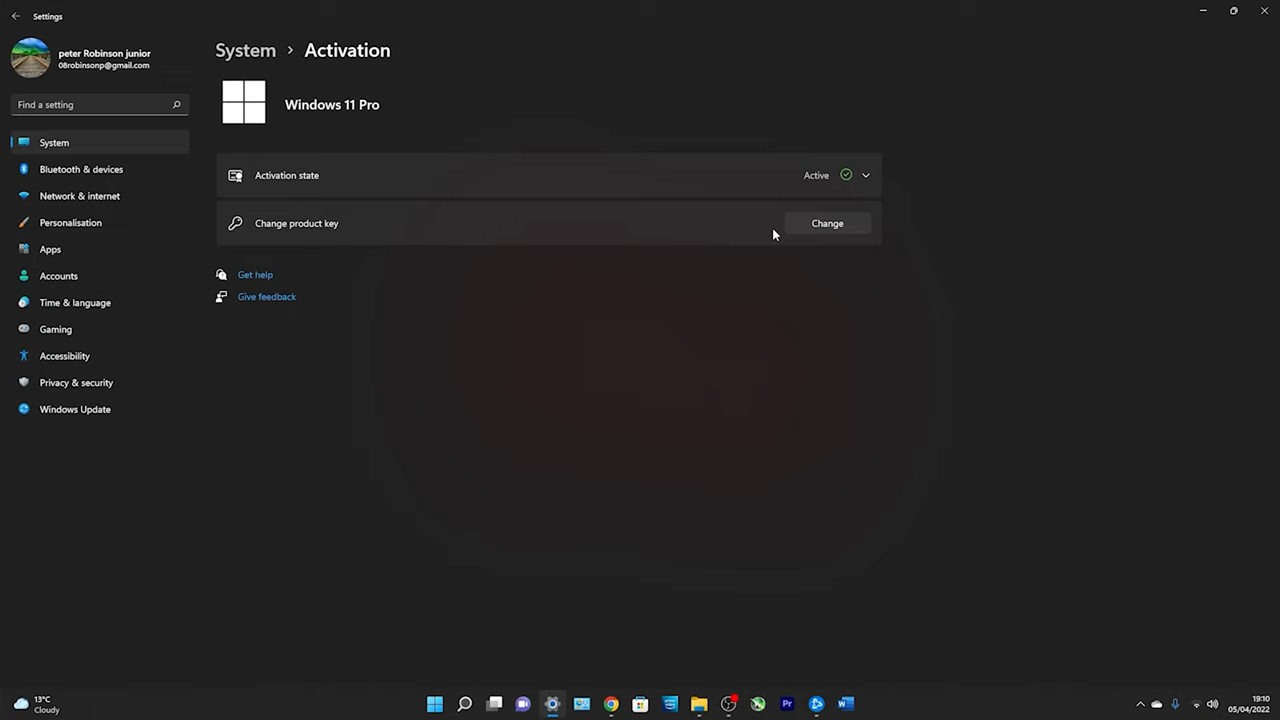 Settings
peter Robinson junior
08robinsonp@gmail.com
Find a setting
System
Bluetooth & devices
Network & internet
Personalisation
Apps
Accounts
Time & language
Gaming
Accessibility
Privacy & security
Windows Update
System > Activation
Windows 11 Pro
Activation state
Active
Change product key
Change
Get help
Give feedback
13°C
Cloudy
Pr
W
19:10
05/04/2022